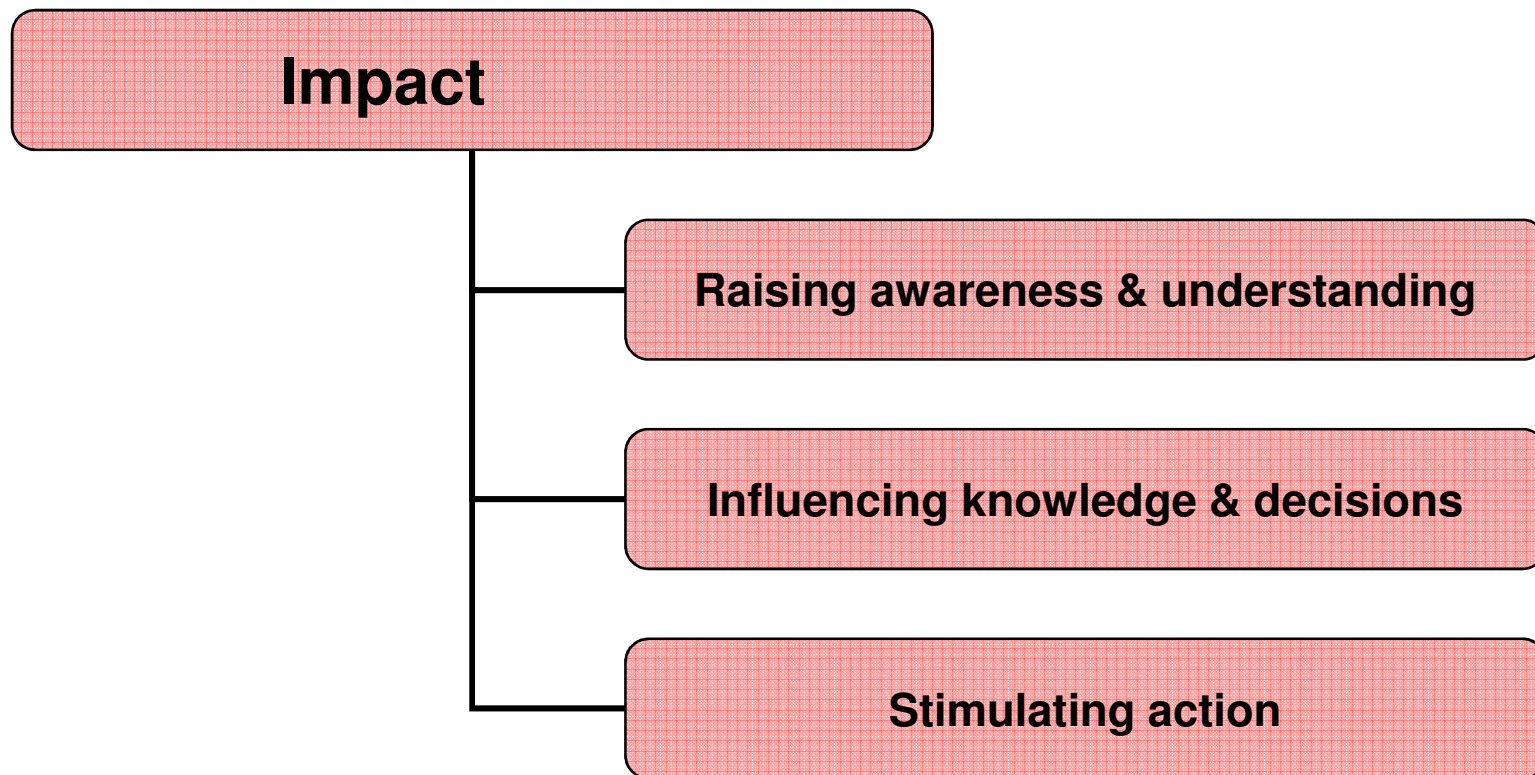 Impact
Raising awareness & understanding
Influencing knowledge & decisions
Stimulating action